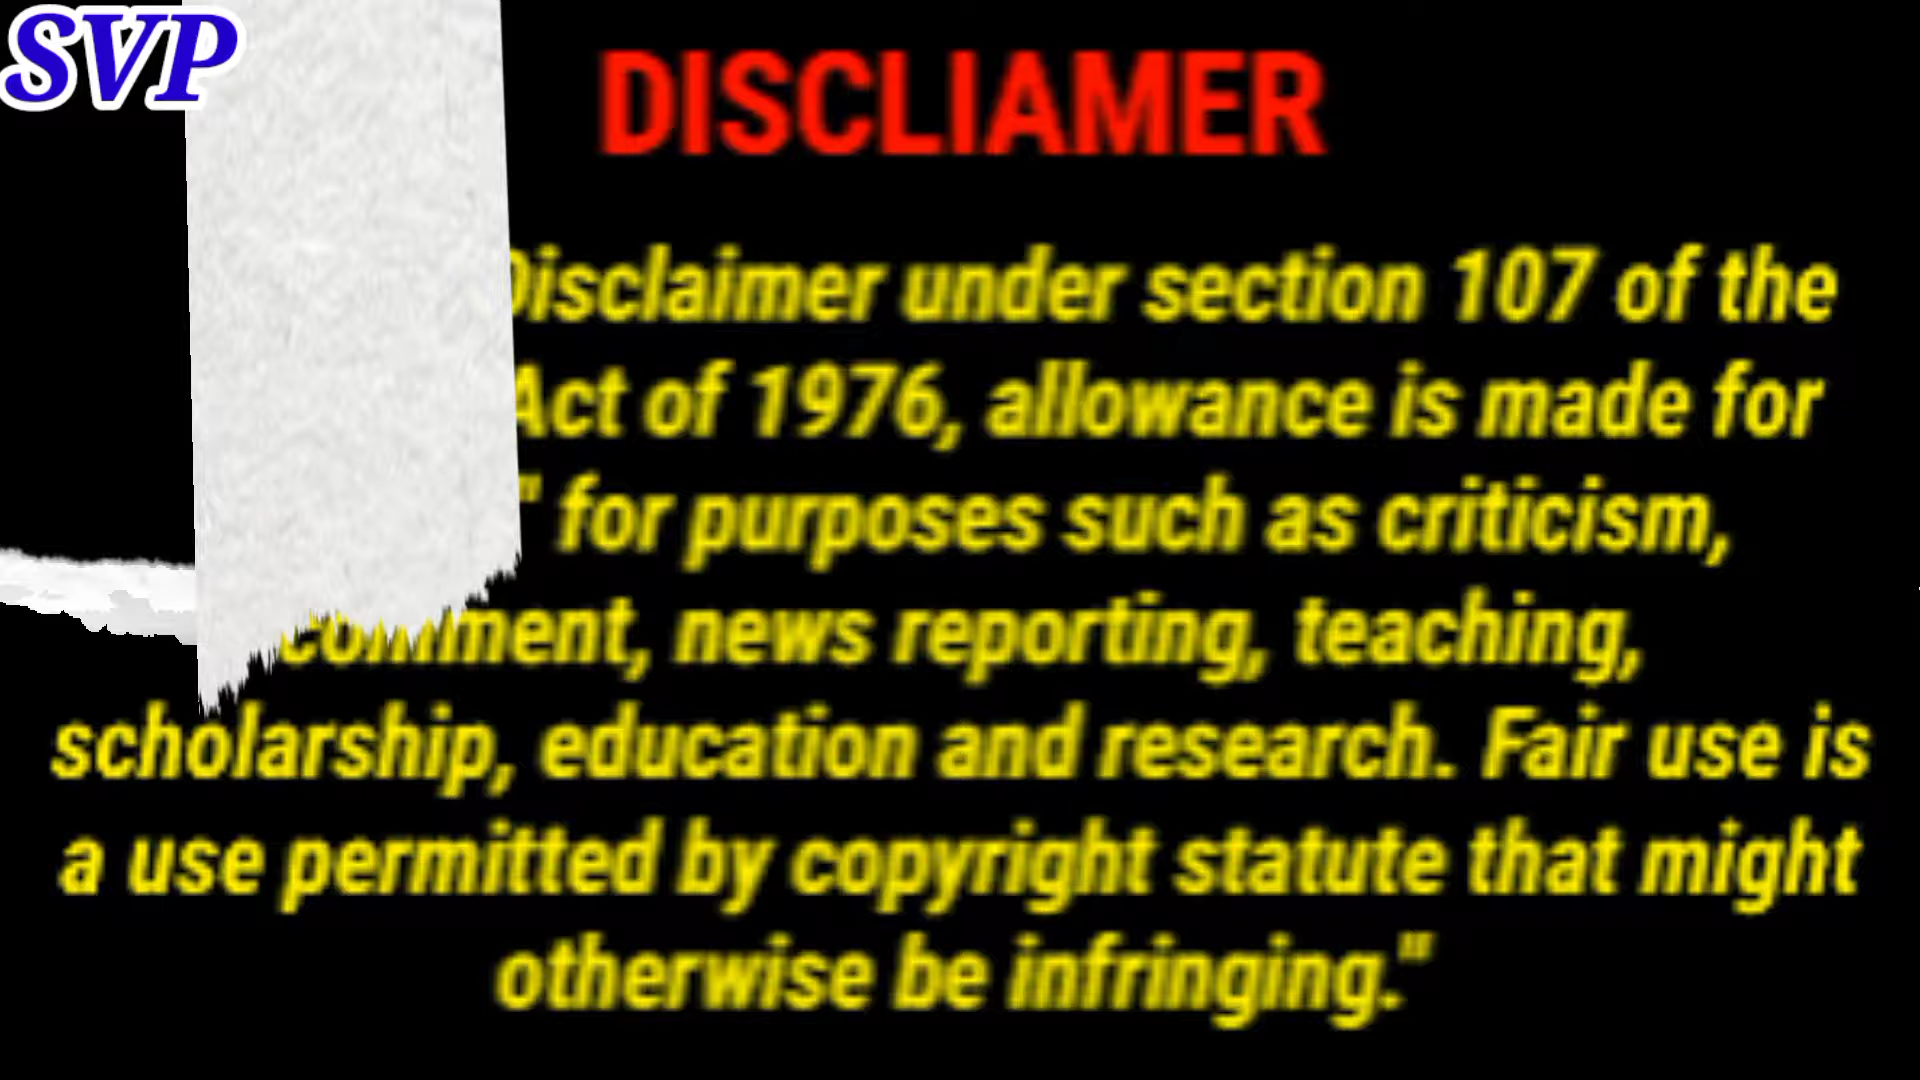 SVP
DISCLIAMER
Disclaimer under section 107 of the
Act of 1976, allowance is made for
" for purposes such as criticism,
comment, news reporting, teaching,
scholarship, education and research. Fair use is
a use permitted by copyright statute that might
otherwise be infringing."